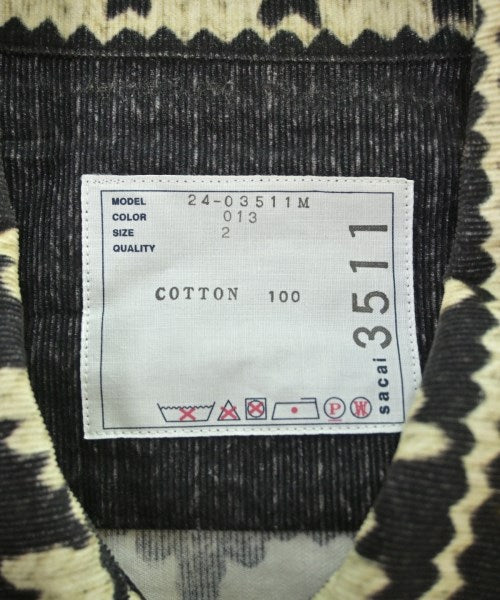 MODEL 24-03511M
COLOR 013
SIZE 2
QUALITY
COTTON 100
sacai 3511
P W